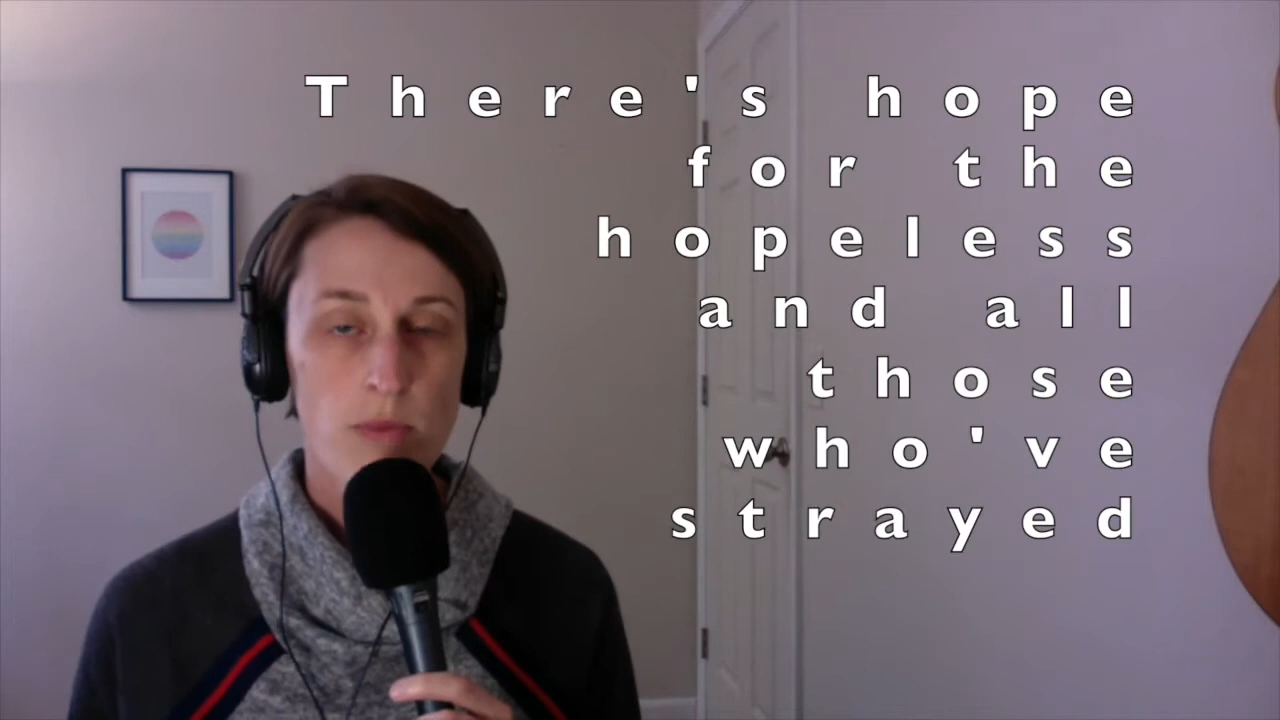 There's hope
for the
hopeless
and all
those
who've
strayed